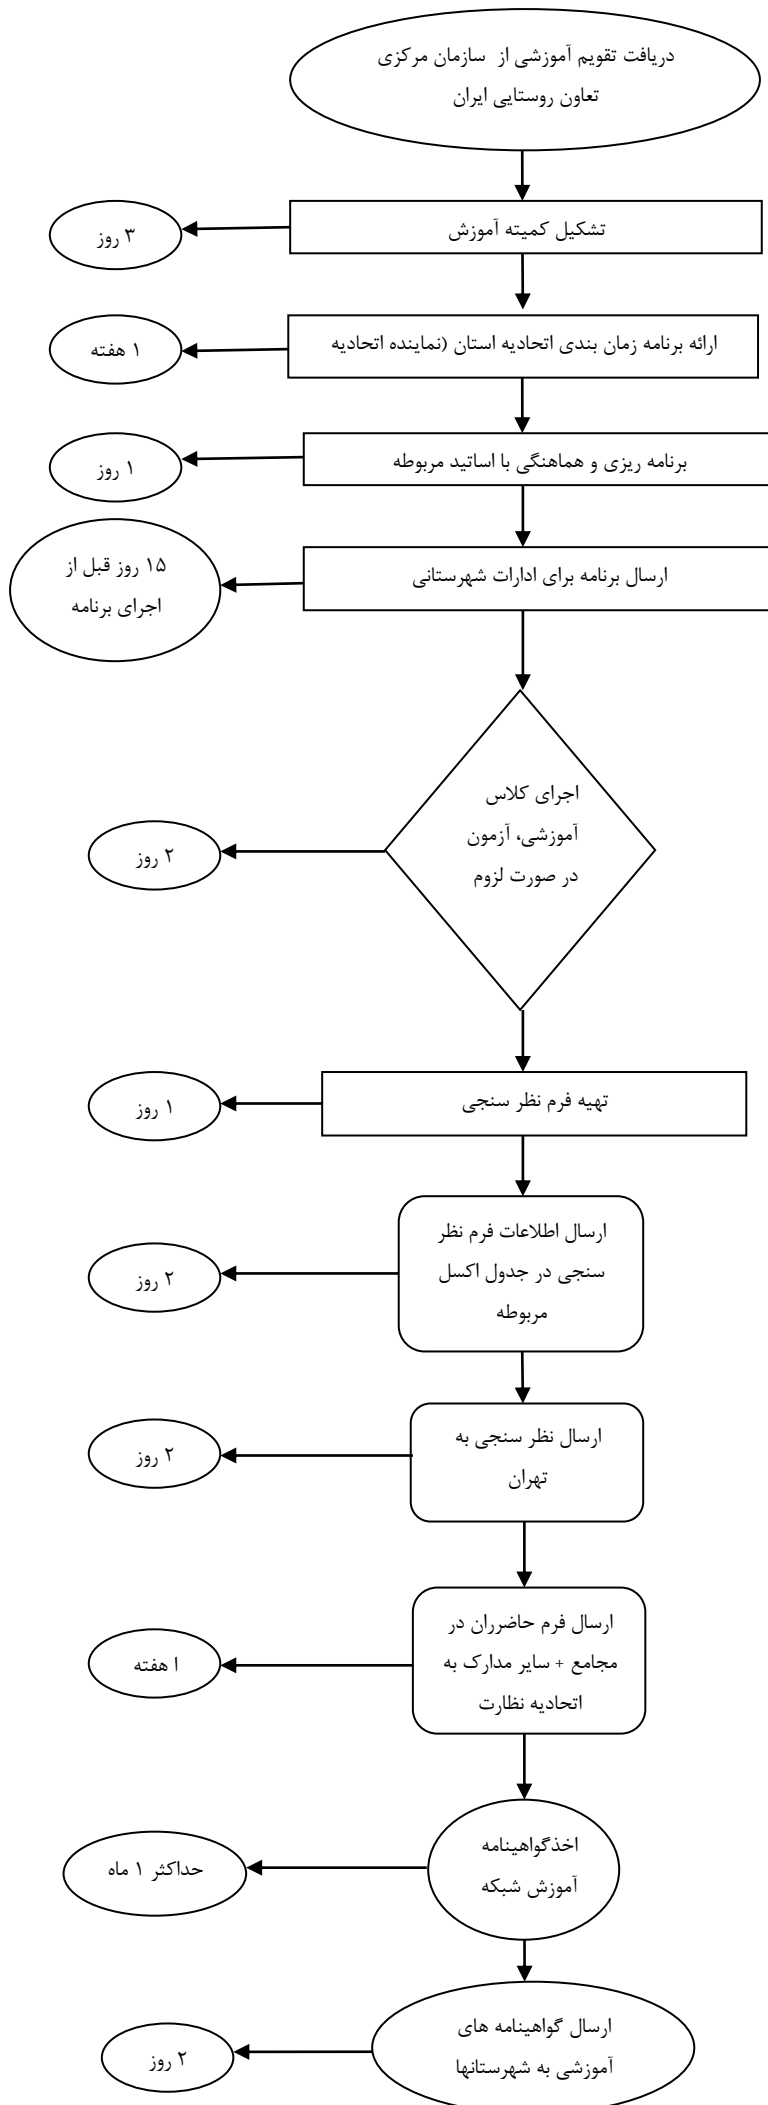 دریافت تقویم آموزشی از سازمان مرکزی
تعاون روستایی ایران
تشکیل کمیته آموزش
۳ روز
ارائه برنامه زمان بندی اتحادیه استان (نماینده اتحادیه
۱ هفته
برنامه ریزی و هماهنگی با اساتید مربوطه
۱ روز
ارسال برنامه برای ادارات شهرستانی
۱۵ روز قبل از
اجرای برنامه
اجرای کلاس
آموزشی، آزمون
در صورت لزوم
۲ روز
تهیه فرم نظر سنجی
۱ روز
ارسال اطلاعات فرم نظر
سنجی در جدول اکسل
مربوطه
۲ روز
ارسال نظر سنجی به
تهران
۲ روز
ارسال فرم حاضرران در
مجامع + سایر مدارک به
اتحادیه نظارت
ا هفته
اخذگواهینامه
آموزش شبکه
حداکثر ۱ ماه
ارسال گواهینامه های
آموزشی به شهرستانها
۲ روز